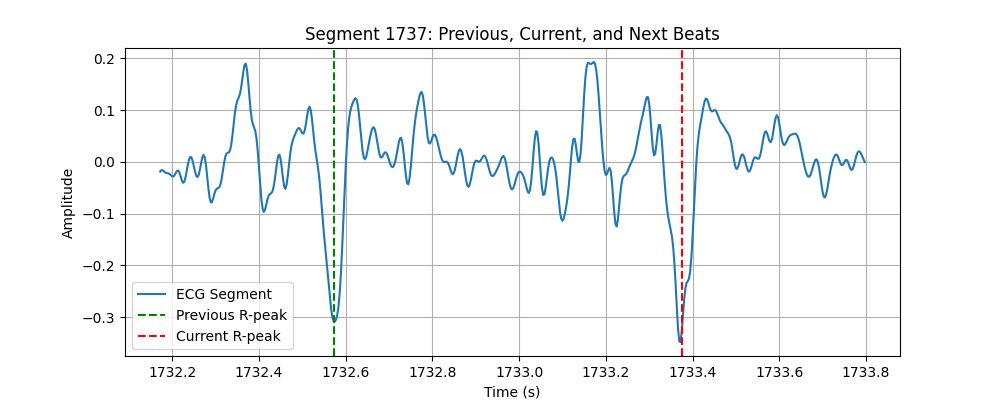 Segment 1737: Previous, Current, and Next Beats
Amplitude
0.2
0.1
0.0
−0.1
−0.2
−0.3
ECG Segment
Previous R-peak
Current R-peak
1732.2 1732.4 1732.6 1732.8 1733.0 1733.2 1733.4 1733.6 1733.8
Time (s)